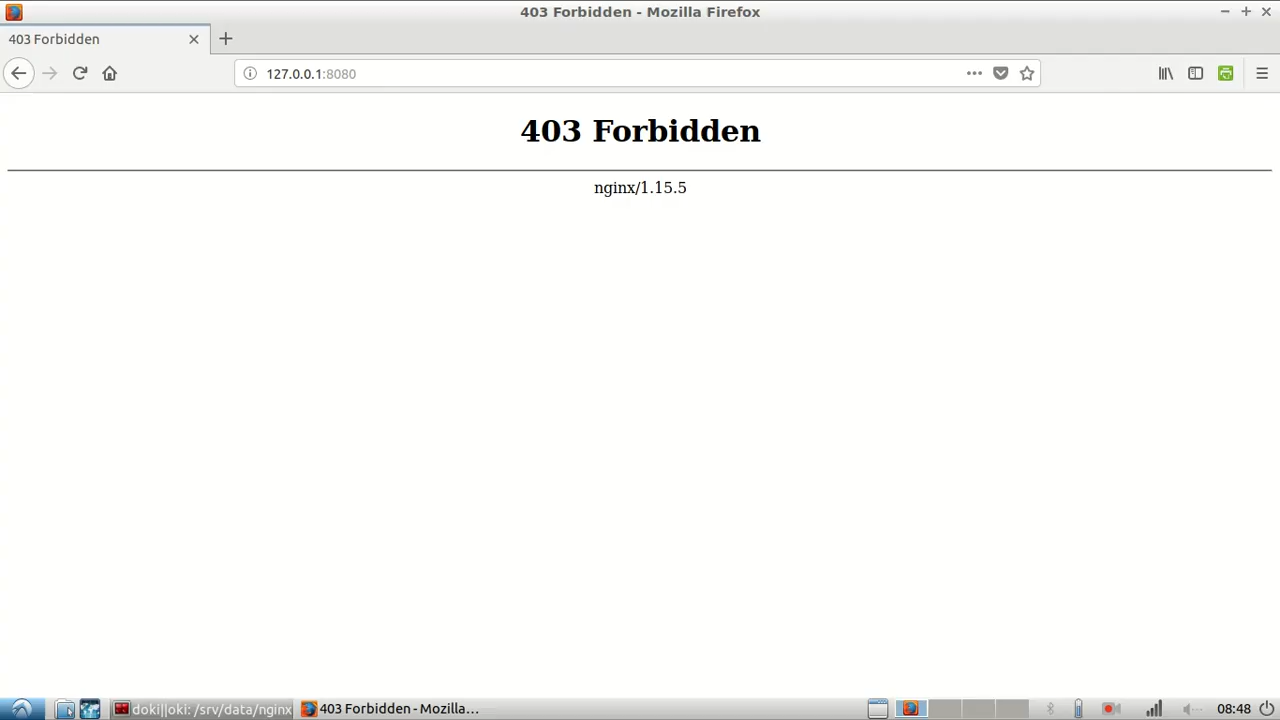 403 Forbidden - Mozilla Firefox
403 Forbidden
127.0.0.1:8080
403 Forbidden
nginx/1.15.5
doki||oki: /srv/data/nginx
403 Forbidden - Mozilla...
08:48